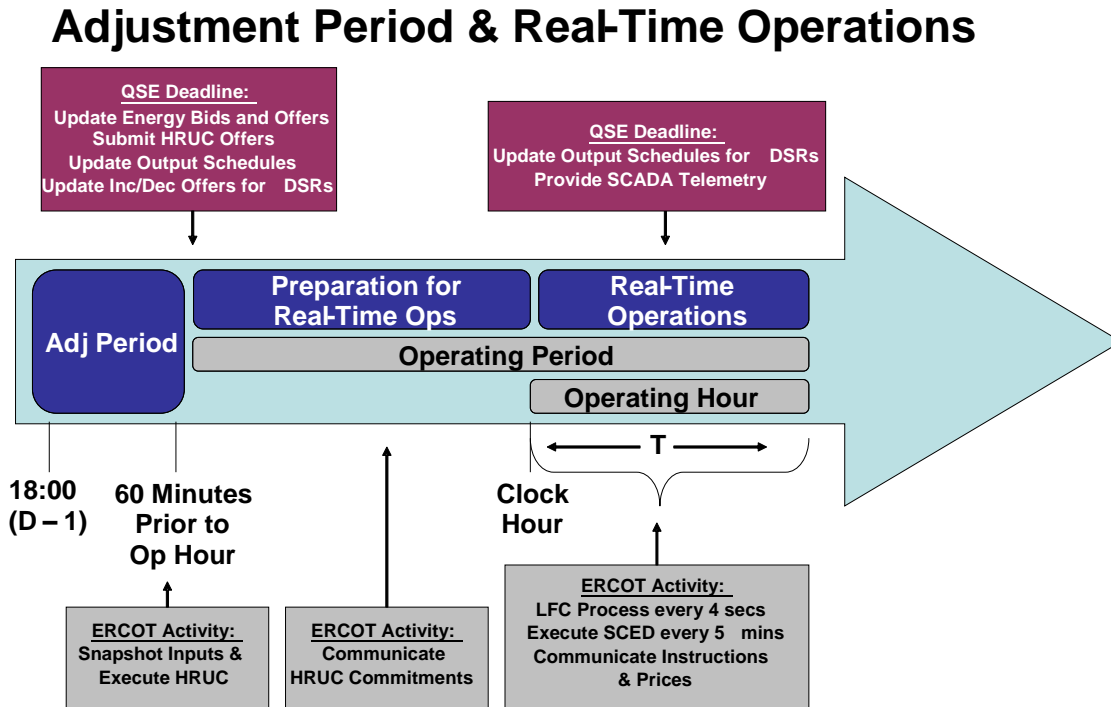 Adjustment Period & Real-Time Operations
QSE Deadline:
Update Energy Bids and Offers
Submit HRUC Offers
Update Output Schedules
Update Inc/Dec Offers for DSRs
QSE Deadline:
Update Output Schedules for DSRs
Provide SCADA Telemetry
Adj Period
Preparation for
Real-Time Ops
Real-Time
Operations
Operating Period
Operating Hour
T
18:00
(D – 1)
60 Minutes
Prior to
Op Hour
Clock
Hour
ERCOT Activity:
Snapshot Inputs &
Execute HRUC
ERCOT Activity:
Communicate
HRUC Commitments
ERCOT Activity:
LFC Process every 4 secs
Execute SCED every 5 mins
Communicate Instructions
& Prices